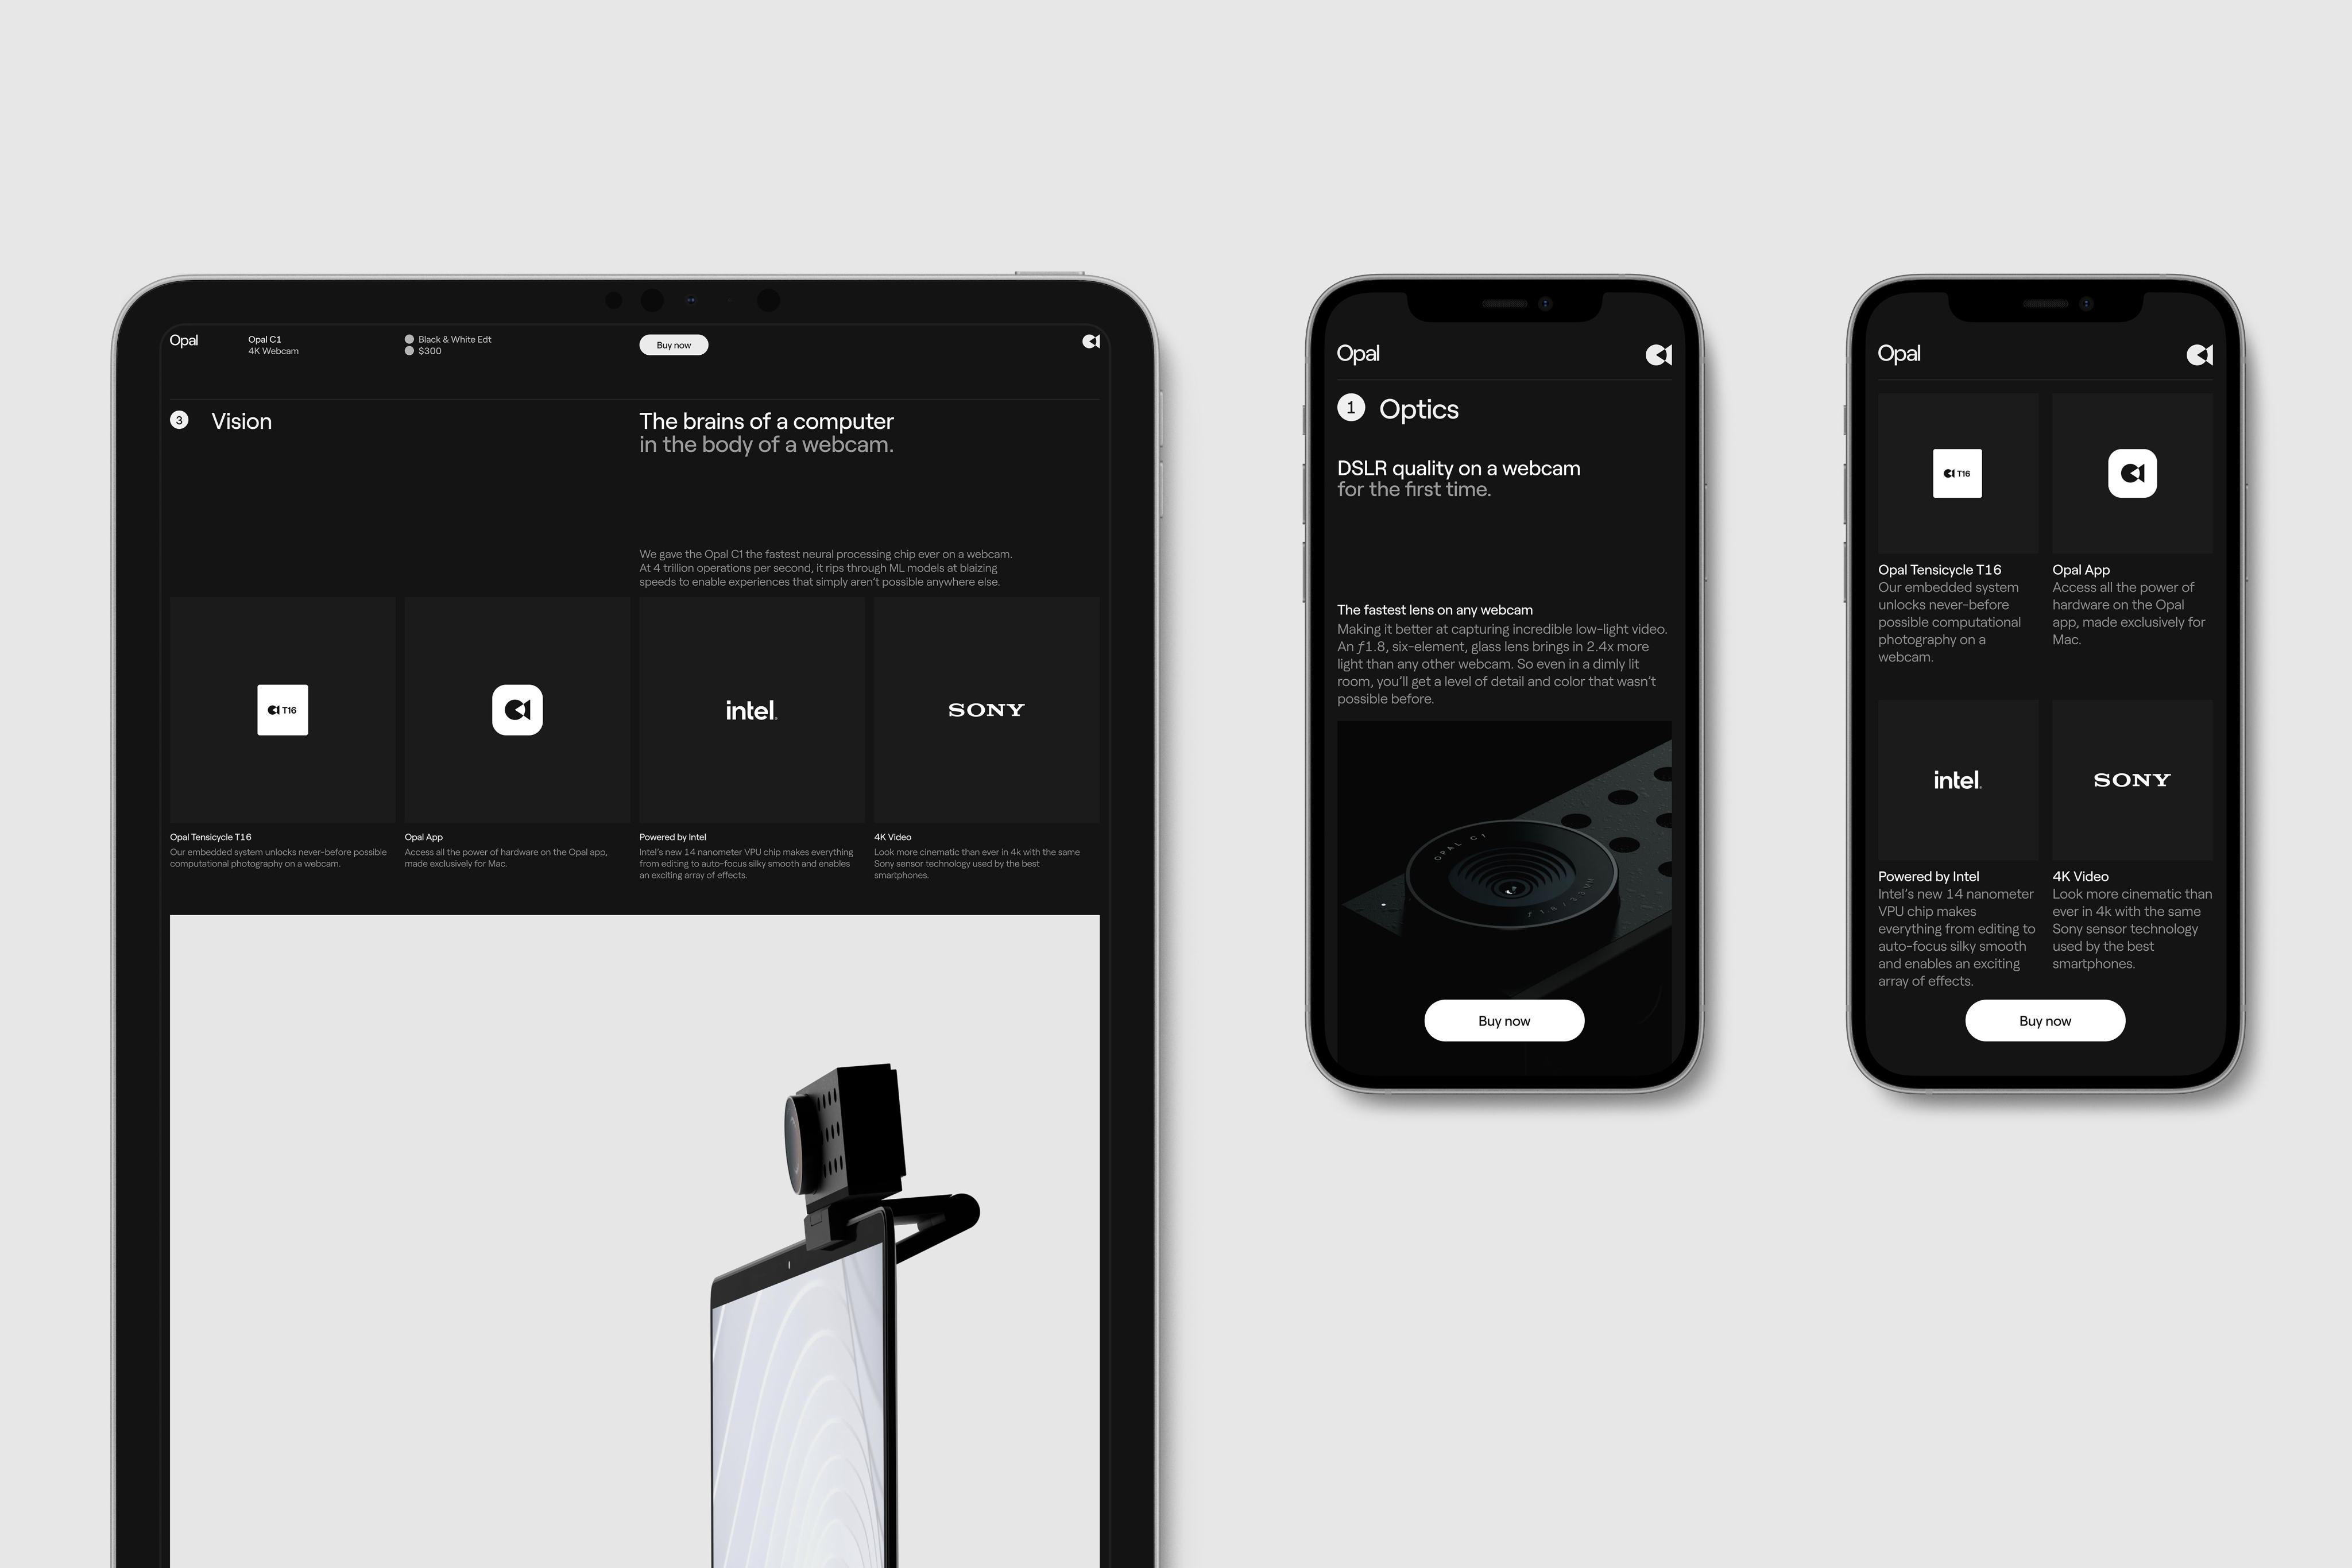 Opal
Opal C1
4K Webcam
Black & White Edt
$300
Buy now
3
Vision
The brains of a computer
in the body of a webcam.
We gave the Opal C1 the fastest neural processing chip ever on a webcam.
At 4 trillion operations per second, it rips through ML models at blaizing
speeds to enable experiences that simply aren't possible anywhere else.
T16
intel.
SONY
Opal Tensicycle T16
Our embedded system unlocks never-before possible
computational photography on a webcam.
Opal App
Access all the power of hardware on the Opal app,
made exclusively for Mac.
Powered by Intel
Intel's new 14 nanometer VPU chip makes everything
from editing to auto-focus silky smooth and enables
an exciting array of effects.
4K Video
Look more cinematic than ever in 4k with the same
Sony sensor technology used by the best
smartphones.
Opal
1
Optics
DSLR quality on a webcam
for the first time.
The fastest lens on any webcam
Making it better at capturing incredible low-light video.
An ƒ1.8, six-element, glass lens brings in 2.4x more
light than any other webcam. So even in a dimly lit
room, you'll get a level of detail and color that wasn't
possible before.
OPAL C1
Buy now
Opal
T16
Opal Tensicycle T16
Our embedded system
unlocks never-before
possible computational
photography on a
webcam.
Opal App
Access all the power of
hardware on the Opal
app, made exclusively for
Mac.
intel.
SONY
Powered by Intel
Intel's new 14 nanometer
VPU chip makes
everything from editing to
auto-focus silky smooth
and enables an exciting
array of effects.
4K Video
Look more cinematic than
ever in 4k with the same
Sony sensor technology
used by the best
smartphones.
Buy now